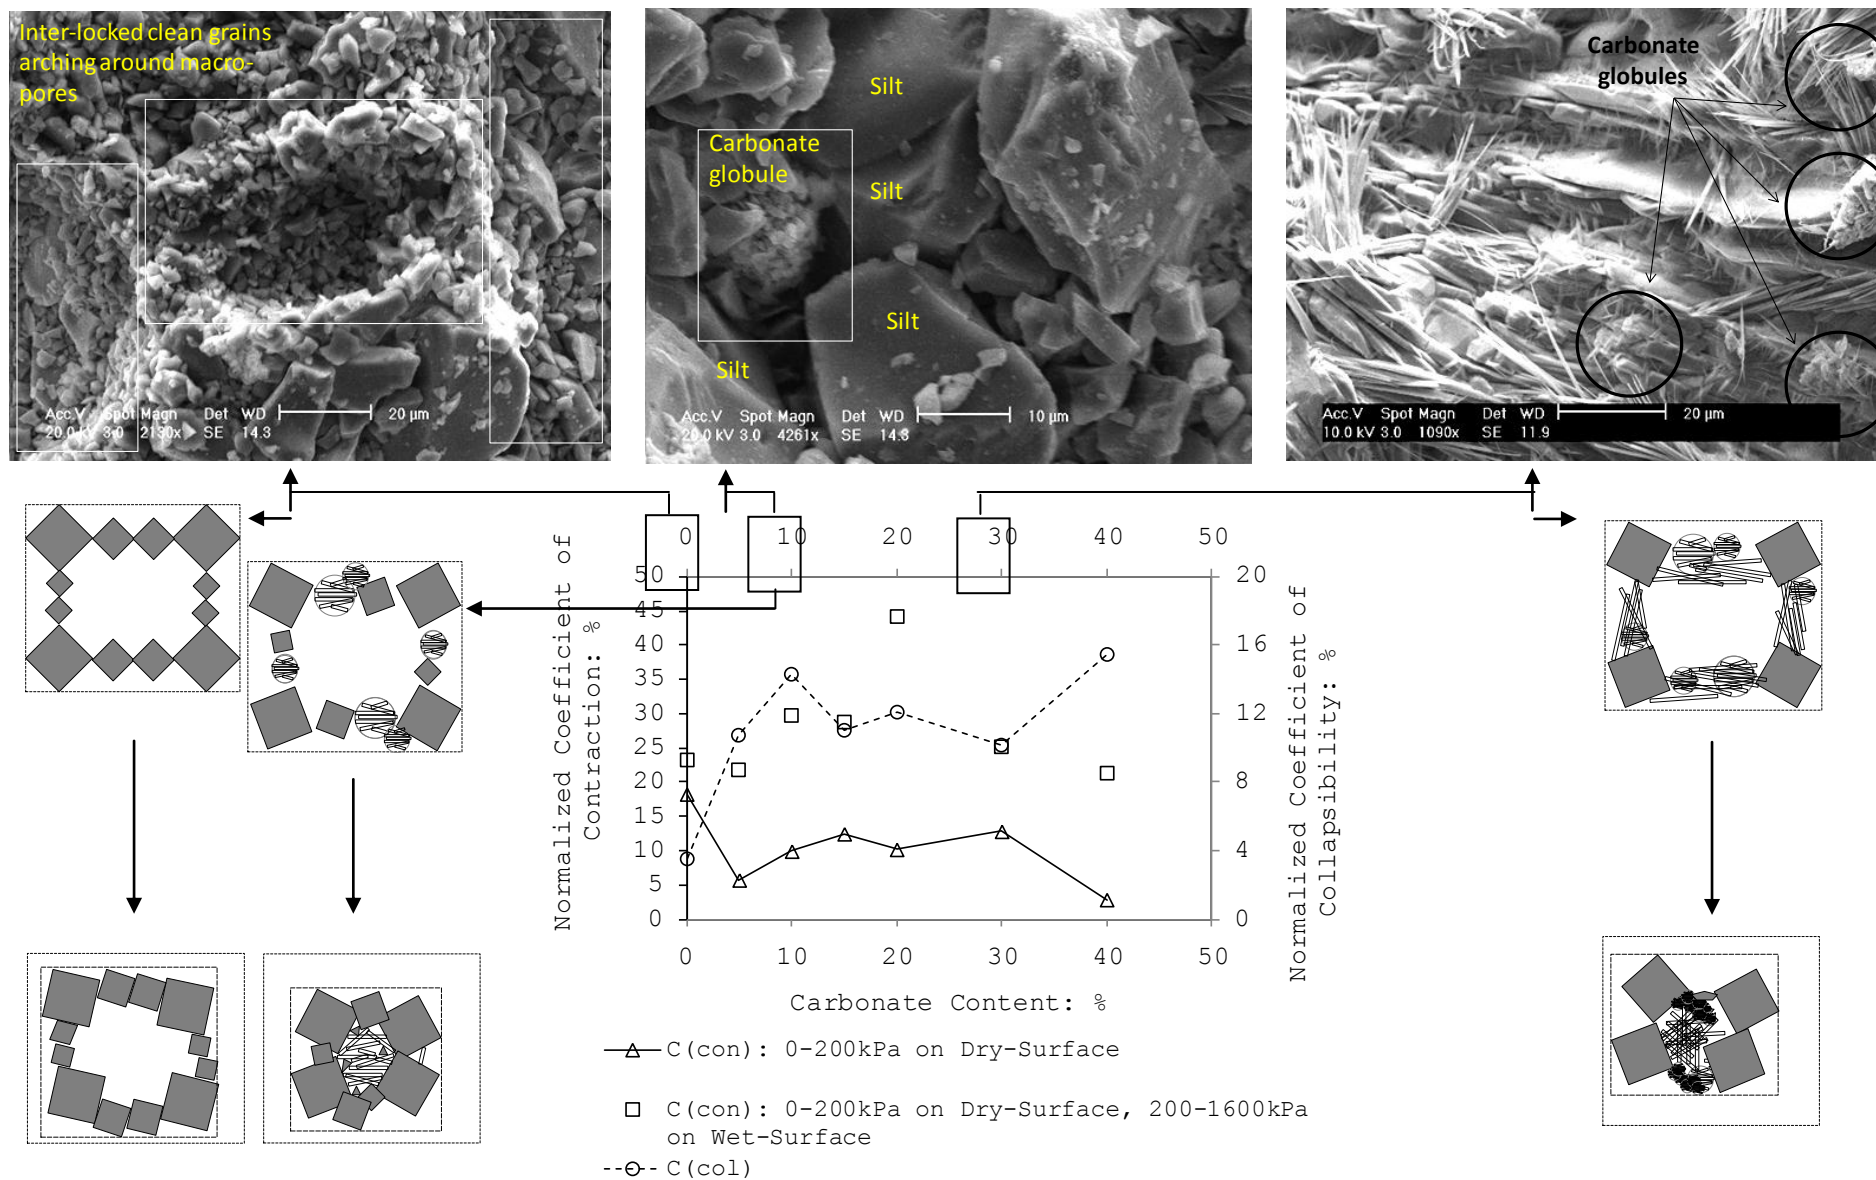 Inter-locked clean grains
arching around macro-
pores
Acc.V Spot Magn Det WD 20 µm
20.0 kV 3.0 2130x SE 14.3
Silt
Carbonate
globule
Silt
Silt
Silt
Acc.V Spot Magn Det WD 10 µm
20.0 kV 3.0 4261x SE 14.3
Carbonate
globules
Acc.V Spot Magn Det WD 20 µm
10.0 kV 3.0 1090x SE 11.9
0 10 20 30 40 50
Normalized Coefficient of
Contraction: %
50
45
40
35
30
25
20
15
10
5
0
20
16
12
8
4
0
Normalized Coefficient of
Collapsibility: %
0 10 20 30 40 50
Carbonate Content: %
C(con): 0-200kPa on Dry-Surface
C(con): 0-200kPa on Dry-Surface, 200-1600kPa
on Wet-Surface
C(col)